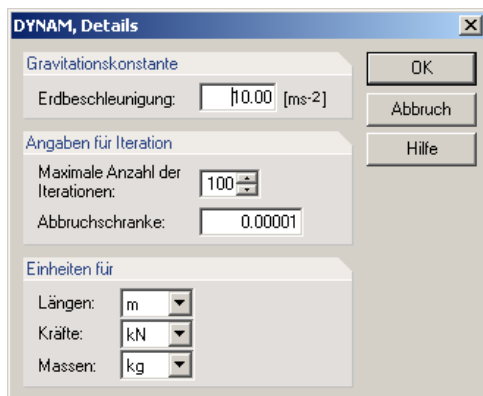 DYNAM, Details
Gravitationskonstante
Erdbeschleunigung: 10.00 [ms-2]
OK
Abbruch
Hilfe
Angaben für Iteration
Maximale Anzahl der
Iterationen: 100
Abbruchschranke: 0.00001
Einheiten für
Längen: m
Kräfte: kN
Massen: kg